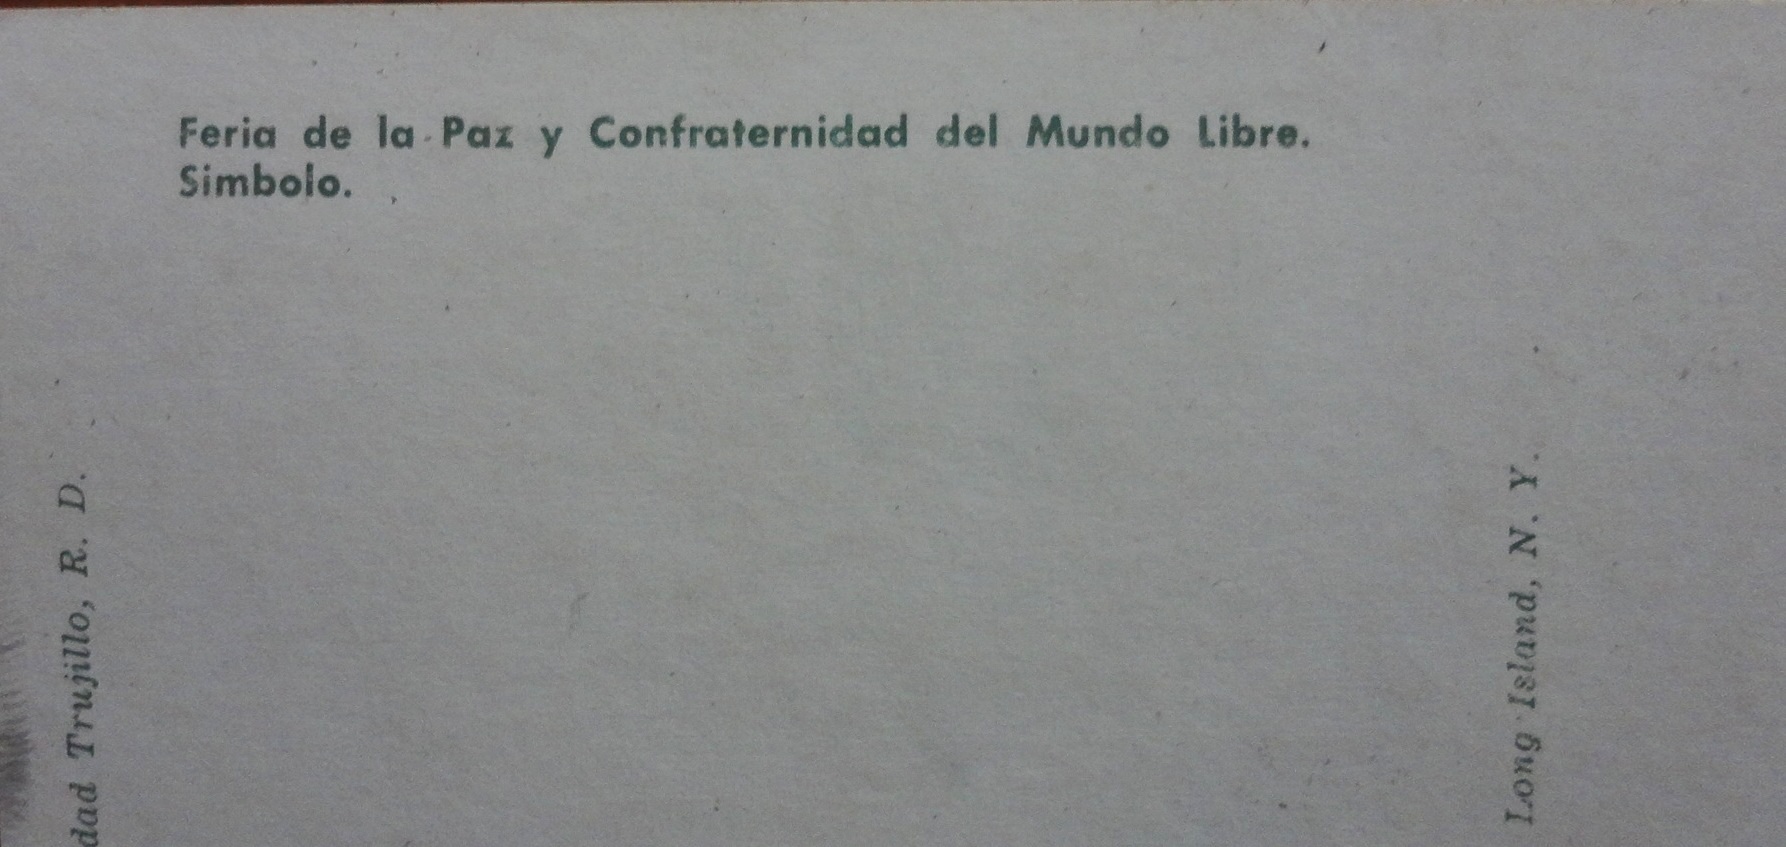 Feria de la Paz y Confraternidad del Mundo Libre.
Simbolo.
dad Trujillo, R. D.
Long Island, N. Y.